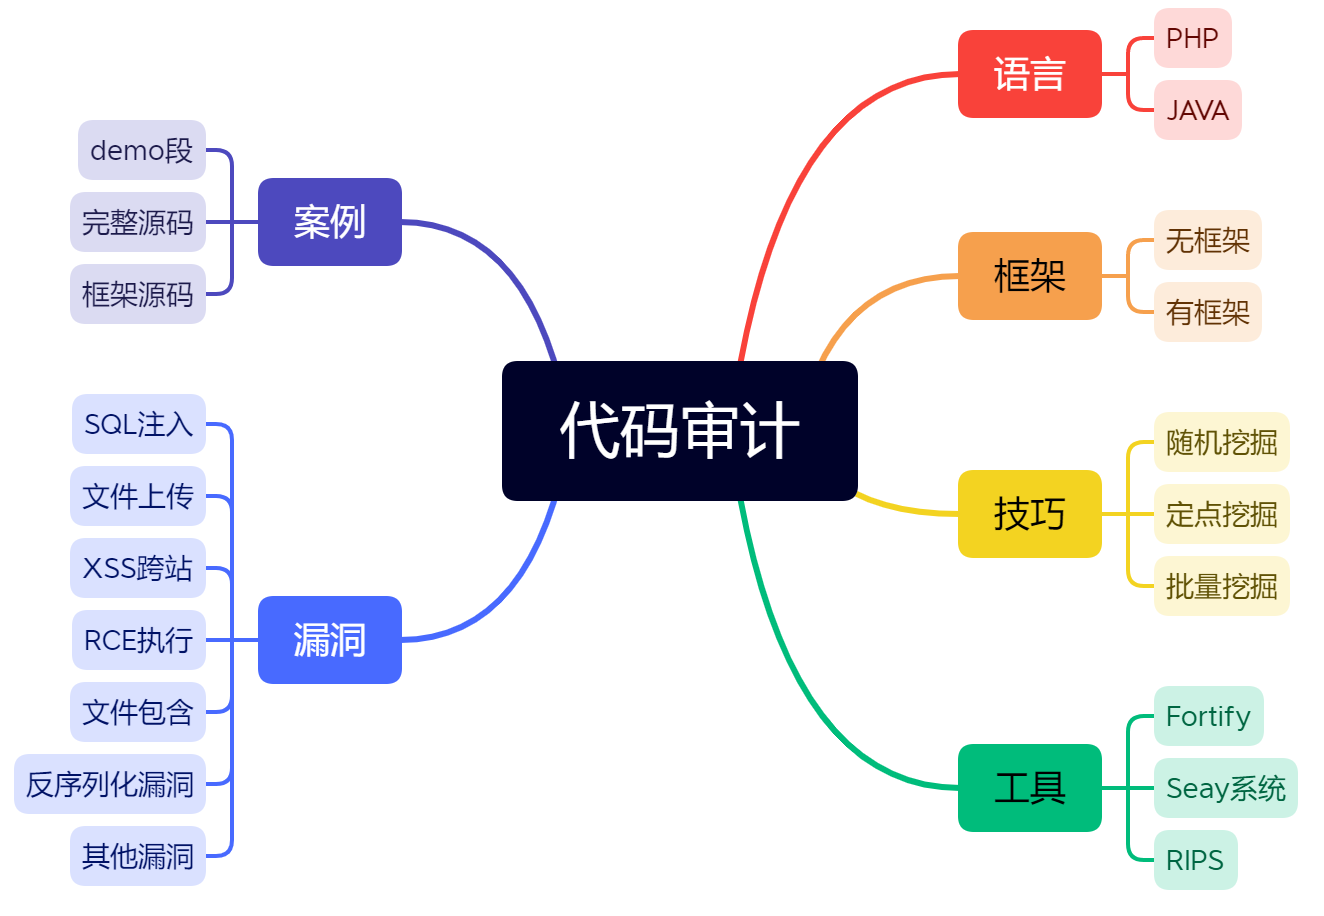 代码审计
语言
PHP
JAVA
框架
无框架
有框架
技巧
随机挖掘
定点挖掘
批量挖掘
工具
Fortify
Seay系统
RIPS
案例
demo段
完整源码
框架源码
漏洞
SQL注入
文件上传
XSS跨站
RCE执行
文件包含
反序列化漏洞
其他漏洞